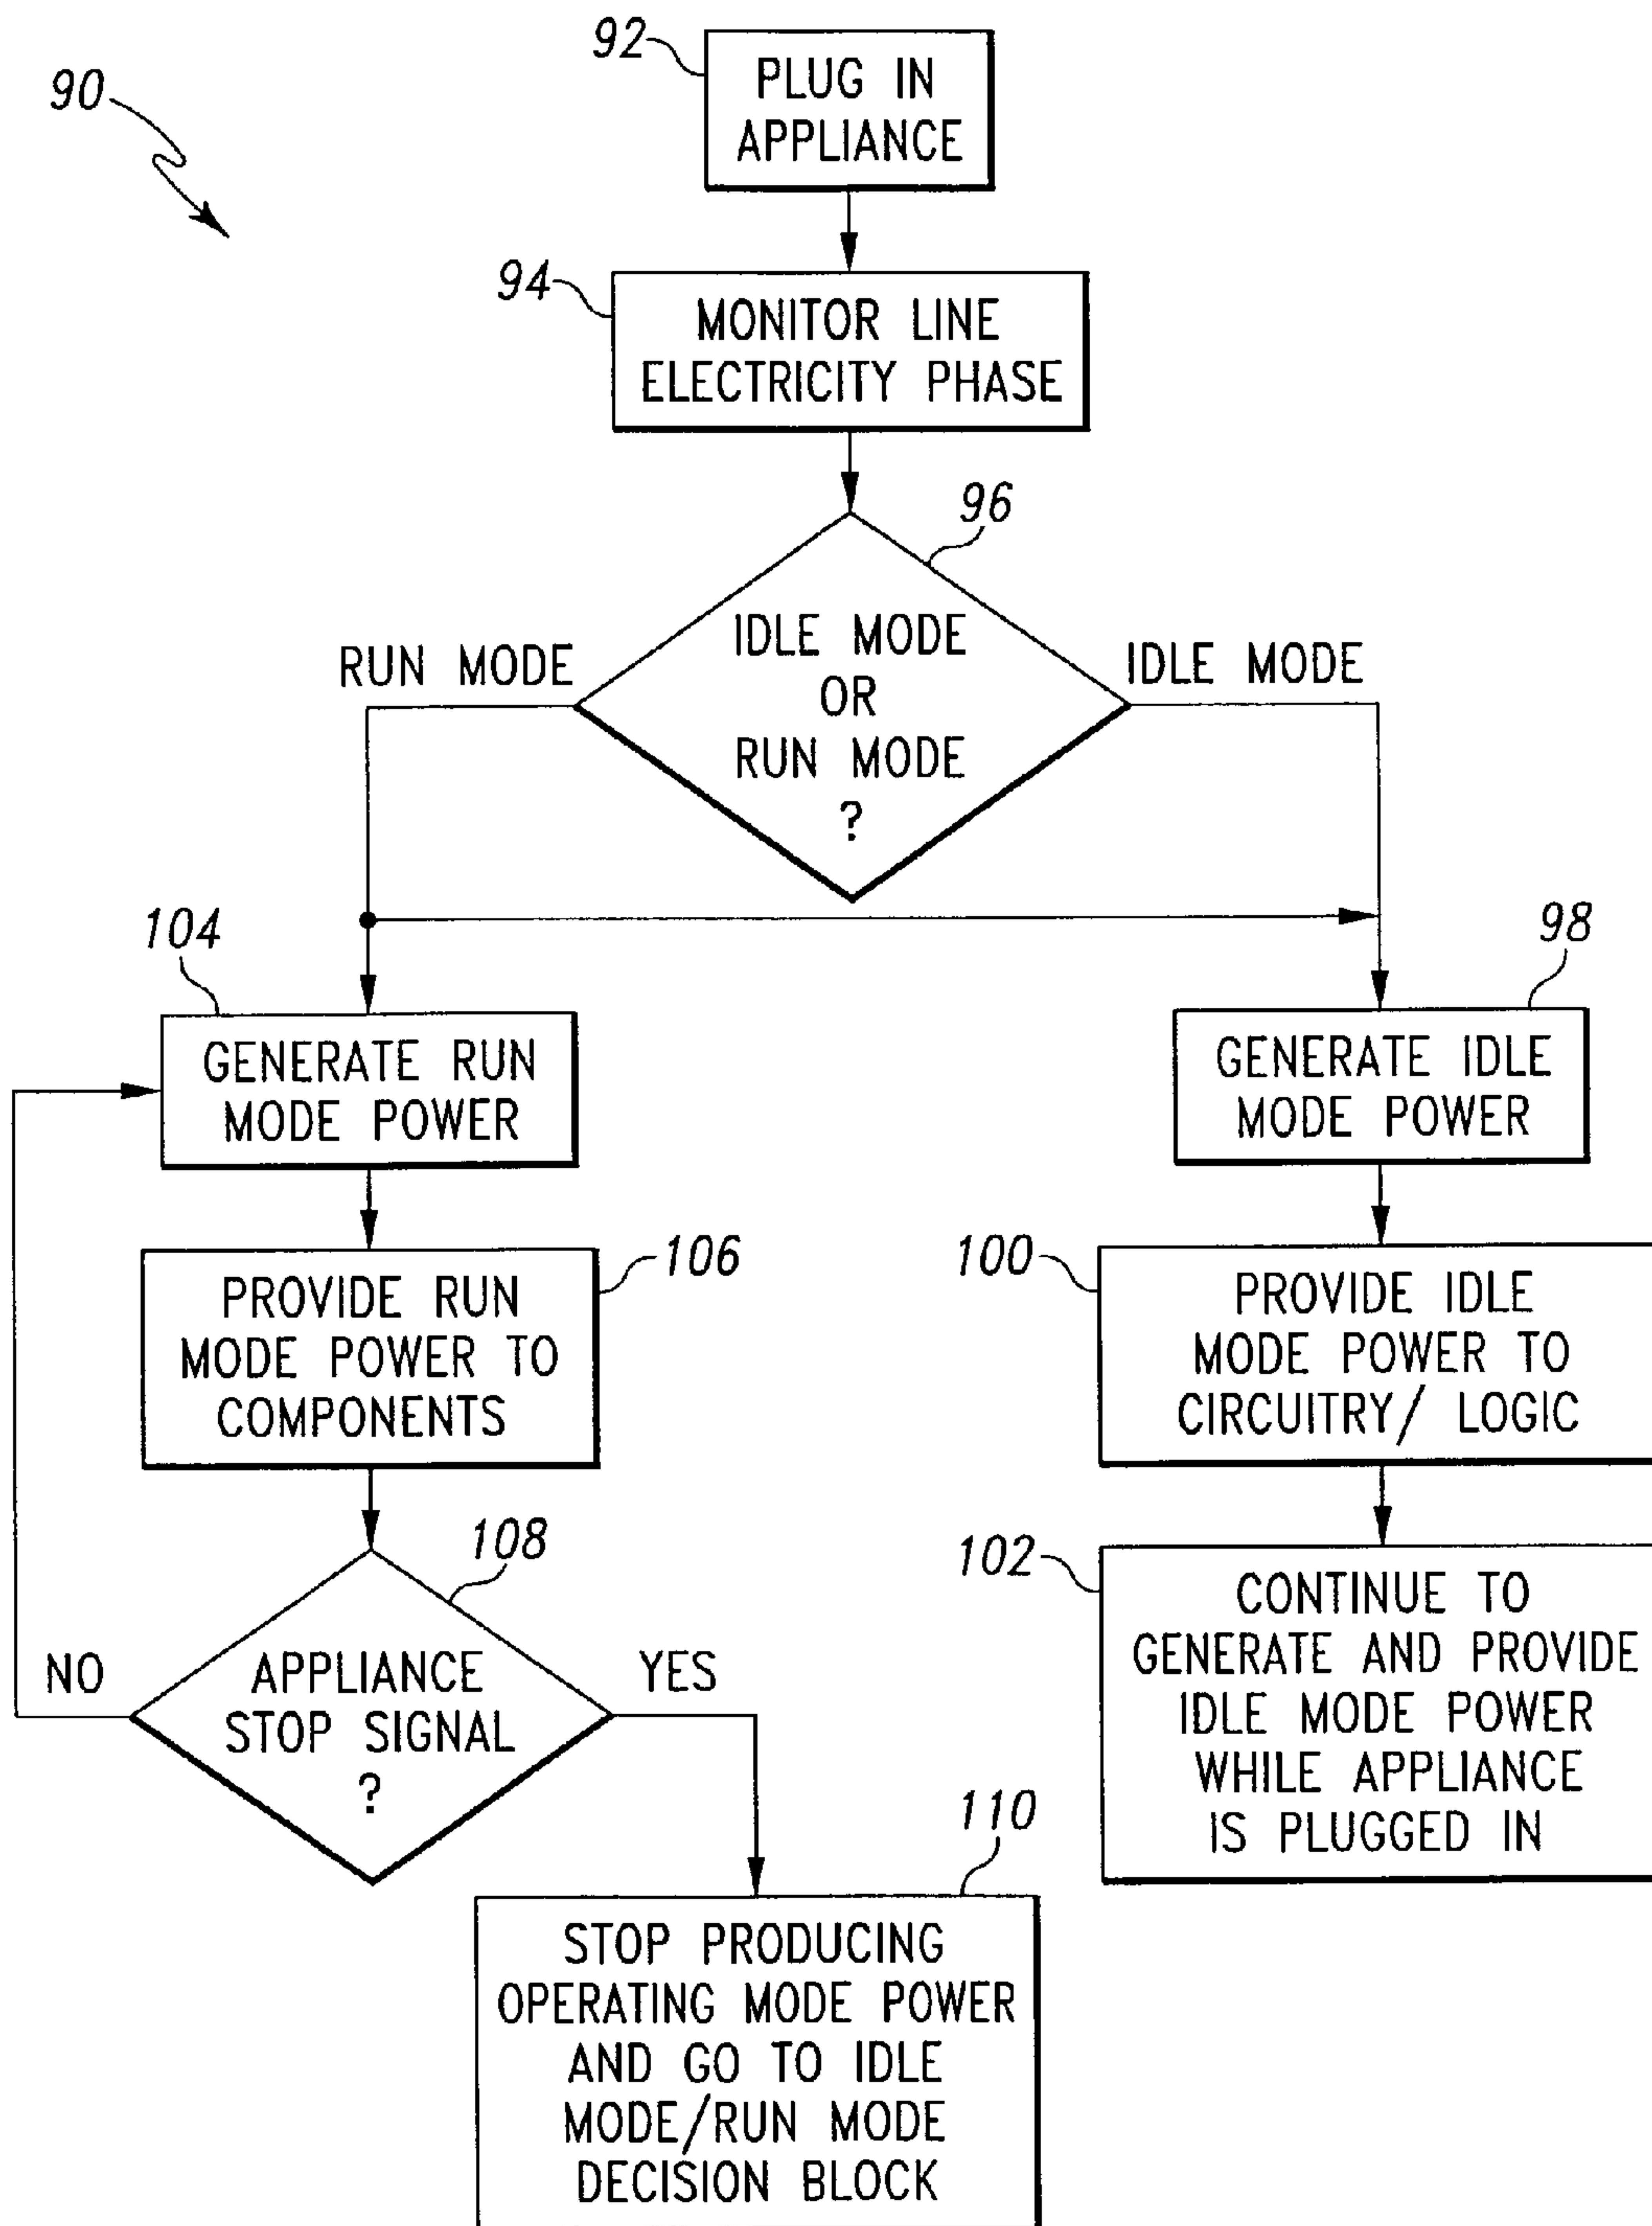 92
PLUG IN
APPLIANCE
90
94
MONITOR LINE
ELECTRICITY PHASE
96
IDLE MODE
OR
RUN MODE
?
RUN MODE
IDLE MODE
104
GENERATE RUN
MODE POWER
98
GENERATE IDLE
MODE POWER
106
PROVIDE RUN
MODE POWER TO
COMPONENTS
100
PROVIDE IDLE
MODE POWER TO
CIRCUITRY/ LOGIC
108
APPLIANCE
STOP SIGNAL
?
NO
YES
102
CONTINUE TO
GENERATE AND PROVIDE
IDLE MODE POWER
WHILE APPLIANCE
IS PLUGGED IN
110
STOP PRODUCING
OPERATING MODE POWER
AND GO TO IDLE
MODE/RUN MODE
DECISION BLOCK